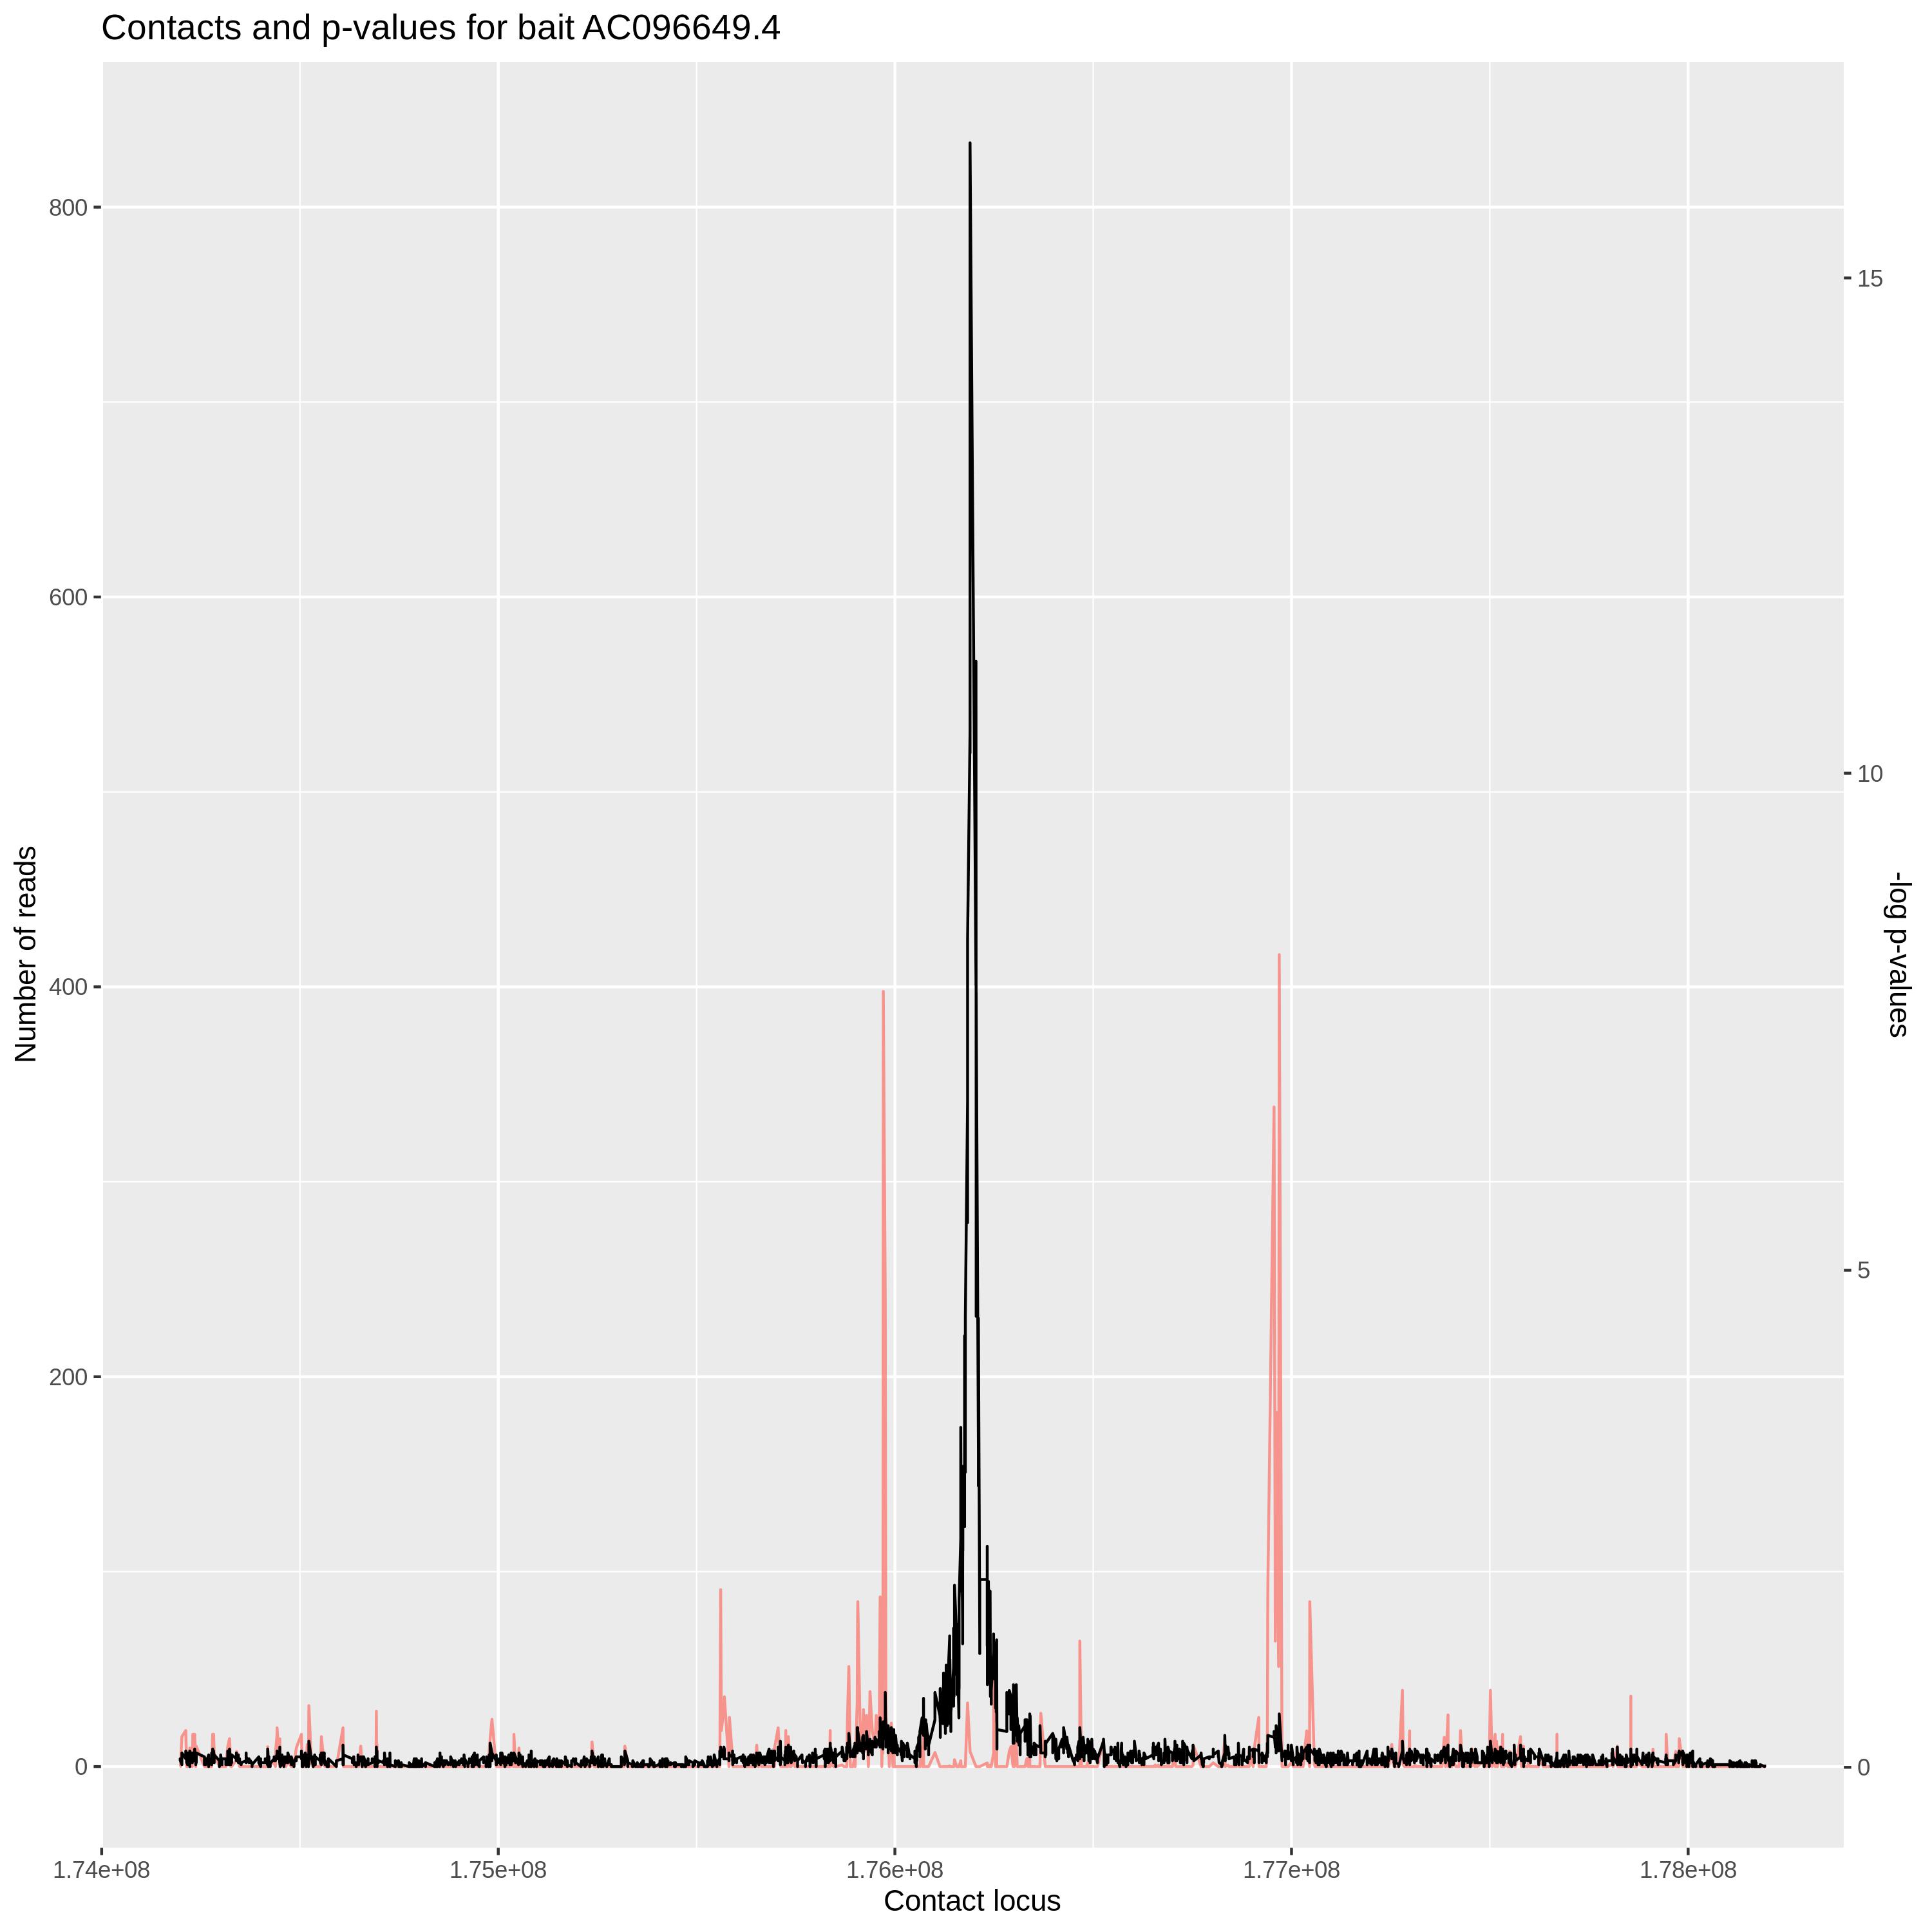 Contacts and p-values for bait AC096649.4
800
600
400
200
0
Number of reads
15
10
5
0
-log p-values
1.74e+08 1.75e+08 1.76e+08 1.77e+08 1.78e+08
Contact locus